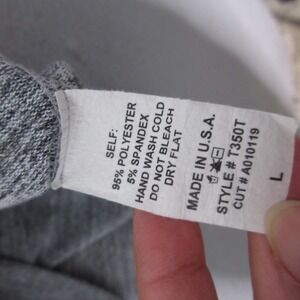 SELF:
95% POLYESTER
5% SPANDEX
HAND WASH COLD
DO NOT BLEACH
DRY FLAT
MADE IN U.S.A.
STYLE # T350T
CUT # A010119
L